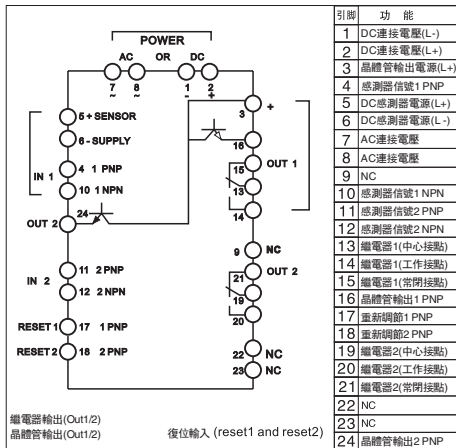 POWER
AC OR DC
7 8 1 2
~ ~ - +
5 + SENSOR
6 - SUPPLY
4 1 PNP
IN 1
10 1 NPN
24
OUT 2
11 2 PNP
IN 2
12 2 NPN
RESET 1 17 1 PNP
RESET 2 18 2 PNP
3 +
16
OUT 1
15
13
14
9 NC
OUT 2
21
19
20
22 NC
23 NC
繼電器輸出(Out1/2)
晶體管輸出(Out1/2)
復位輸入 (reset1 and reset2)
引脚 功 能
1 DC連接電壓(L-)
2 DC連接電壓(L+)
3 晶體管輸出電源(L+)
4 感測器信號1 PNP
5 DC感測器電源(L+)
6 DC感測器電源(L-)
7 AC連接電壓
8 AC連接電壓
9 NC
10 感測器信號1 NPN
11 感測器信號2 PNP
12 感測器信號2 NPN
13 繼電器1(中心接點)
14 繼電器1(工作接點)
15 繼電器1(常閉接點)
16 晶體管輸出1 PNP
17 重新調節1 PNP
18 重新調節2 PNP
19 繼電器2(中心接點)
20 繼電器2(工作接點)
21 繼電器2(常閉接點)
22 NC
23 NC
24 晶體管輸出2 PNP